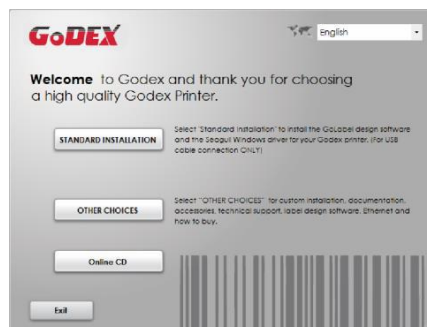 GoDEX
English
Welcome to Godex and thank you for choosing
a high quality Godex Printer.
STANDARD INSTALLATION
Select "Standard Installation" to install the GoLabel design software
and the Seagull Windows driver for your Godex printer. (For USB
cable connection ONLY)
OTHER CHOICES
Select "OTHER CHOICES" for custom installation, documentation,
accessories, technical support, label design software, Ethernet and
how to buy.
Online CD
Exit